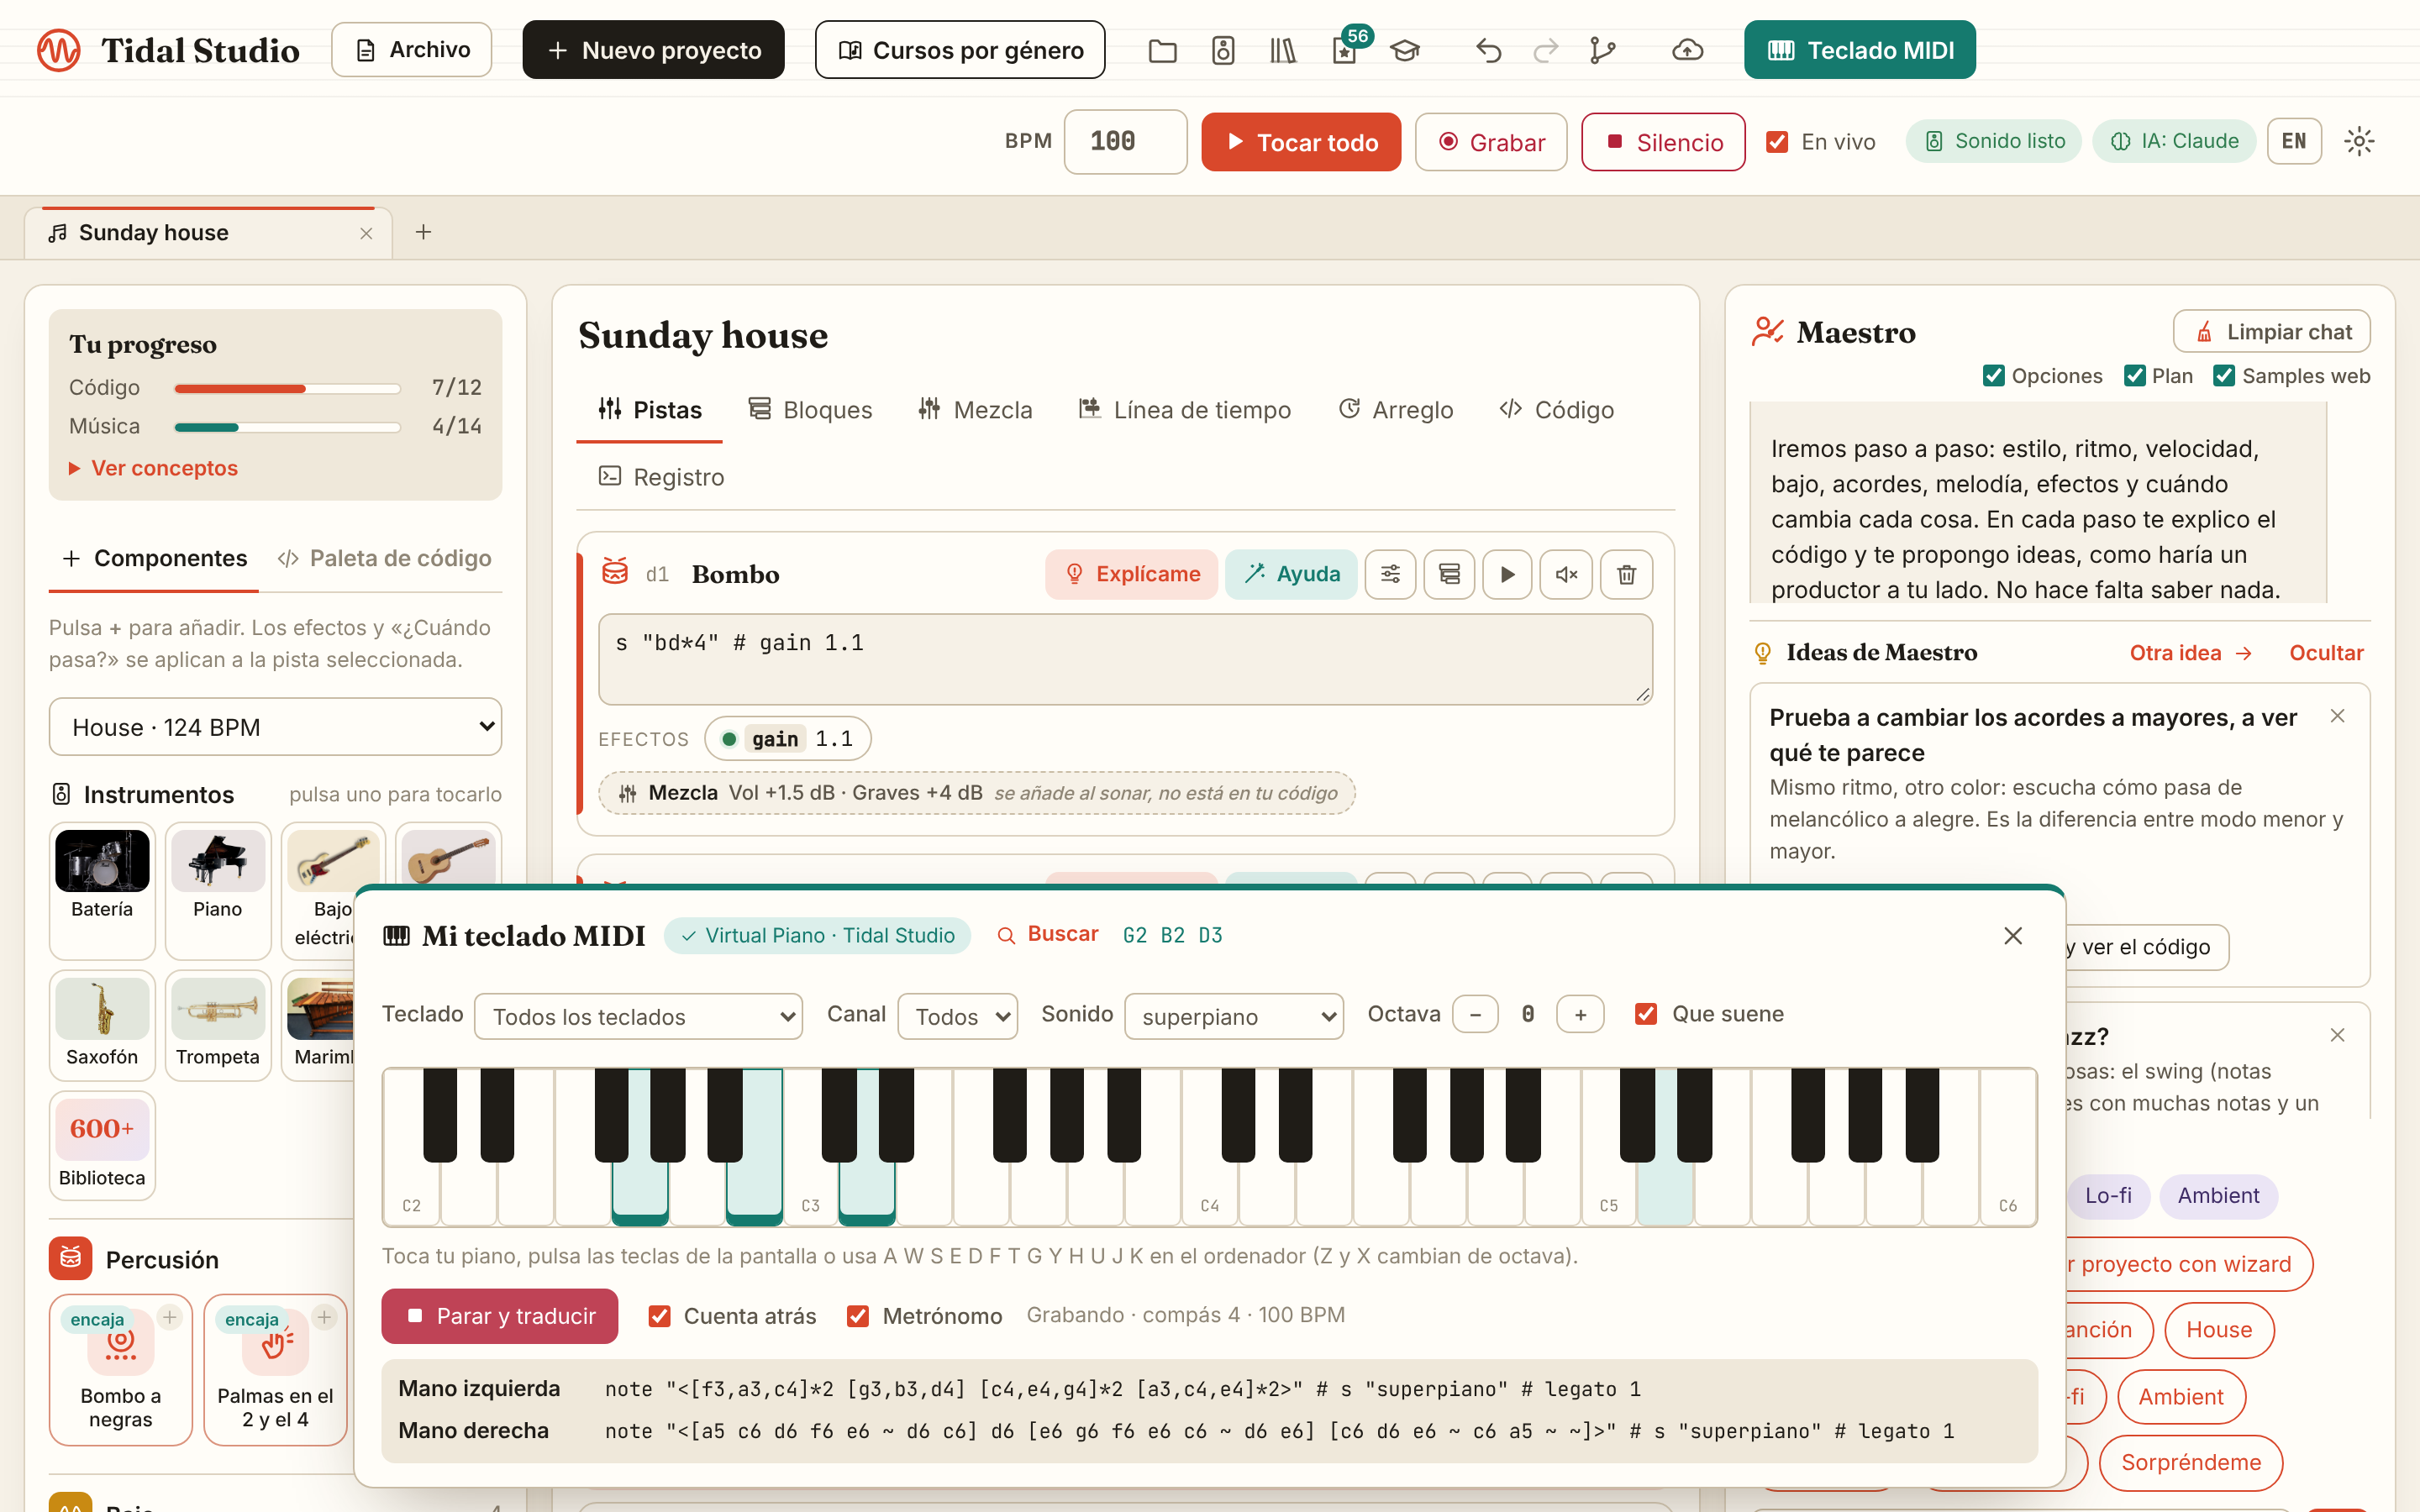 Tidal Studio
Archivo
Nuevo proyecto
Cursos por género
56
Teclado MIDI
BPM
100
Tocar todo
Grabar
Silencio
En vivo
Sonido listo
IA: Claude
EN
Sunday house
Tu progreso
Código
7/12
Música
4/14
Ver conceptos
Componentes
Paleta de código
Pulsa + para añadir. Los efectos y «¿Cuándo
pasa?» se aplican a la pista seleccionada.
House · 124 BPM
Instrumentos
pulsa uno para tocarlo
Batería
Piano
Bajo
Saxofón
Trompeta
600+
Biblioteca
Percusión
encaja
Bombo a
negras
encaja
Palmas en el
2 y el 4
Sunday house
Pistas
Bloques
Mezcla
Línea de tiempo
Arreglo
Código
Registro
d1
Bombo
Explícame
Ayuda
s "bd*4" # gain 1.1
EFECTOS
gain 1.1
Mezcla Vol +1.5 dB · Graves +4 dB se añade al sonar, no está en tu código
Maestro
Limpiar chat
Opciones
Plan
Samples web
Iremos paso a paso: estilo, ritmo, velocidad,
bajo, acordes, melodía, efectos y cuándo
cambia cada cosa. En cada paso te explico el
código y te propongo ideas, como haría un
productor a tu lado. No hace falta saber nada.
Ideas de Maestro
Otra idea →
Ocultar
Prueba a cambiar los acordes a mayores, a ver
qué te parece
Mismo ritmo, otro color: escucha cómo pasa de
melancólico a alegre. Es la diferencia entre modo menor y
mayor.
y ver el código
el swing (notas
con muchas notas y un
Lo-fi
Ambient
proyecto con wizard
House
Ambient
Sorpréndeme
Mi teclado MIDI
Virtual Piano · Tidal Studio
Buscar
G2 B2 D3
Teclado
Todos los teclados
Canal
Todos
Sonido
superpiano
Octava
−
0
+
Que suene
C2
C3
C4
C5
C6
Toca tu piano, pulsa las teclas de la pantalla o usa A W S E D F T G Y H U J K en el ordenador (Z y X cambian de octava).
Parar y traducir
Cuenta atrás
Metrónomo
Grabando · compás 4 · 100 BPM
Mano izquierda
note "<[f3,a3,c4]*2 [g3,b3,d4] [c4,e4,g4]*2 [a3,c4,e4]*2>" # s "superpiano" # legato 1
Mano derecha
note "<[a5 c6 d6 f6 e6 ~ d6 c6] d6 [e6 g6 f6 e6 c6 ~ d6 e6] [c6 d6 e6 ~ c6 a5 ~ ~]>" # s "superpiano" # legato 1